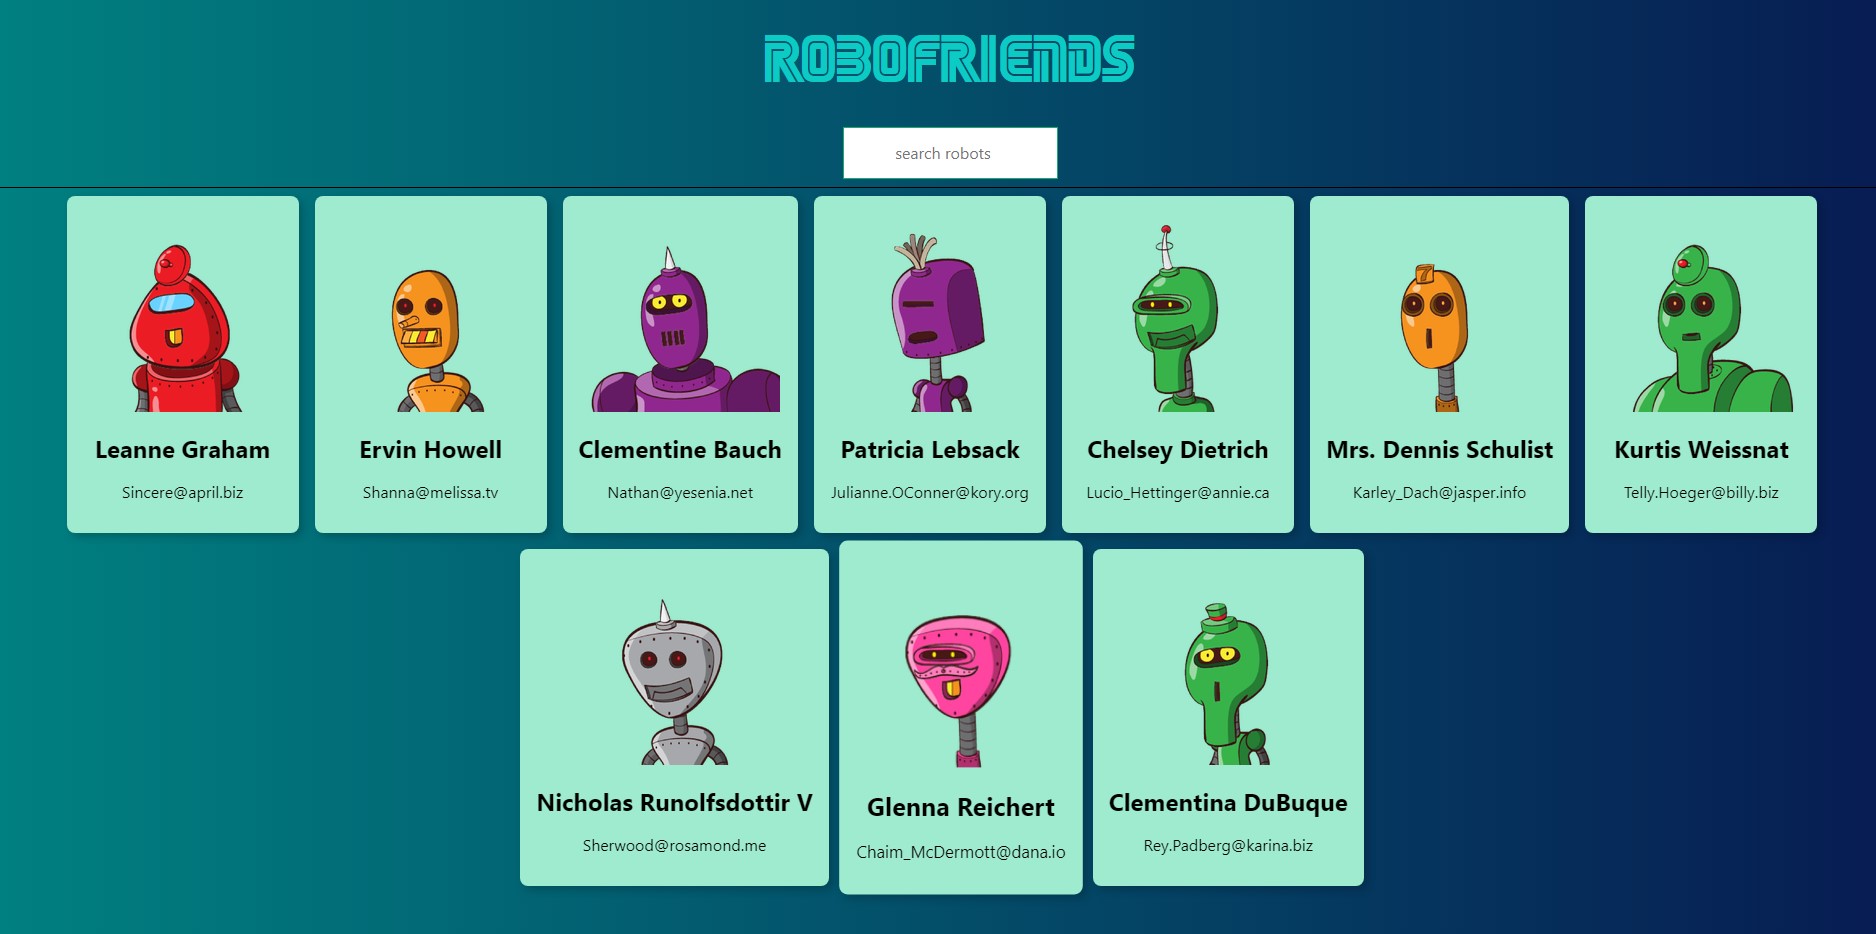 ROBOFRIENDS
search robots
7
Leanne Graham
Sincere@april.biz
Ervin Howell
Shanna@melissa.tv
Clementine Bauch
Nathan@yesenia.net
Patricia Lebsack
Julianne.OConner@kory.org
Chelsey Dietrich
Lucio_Hettinger@annie.ca
Mrs. Dennis Schulist
Karley_Dach@jasper.info
Kurtis Weissnat
Telly.Hoeger@billy.biz
Nicholas Runolfsdottir V
Sherwood@rosamond.me
Glenna Reichert
Chaim_McDermott@dana.io
Clementina DuBuque
Rey.Padberg@karina.biz